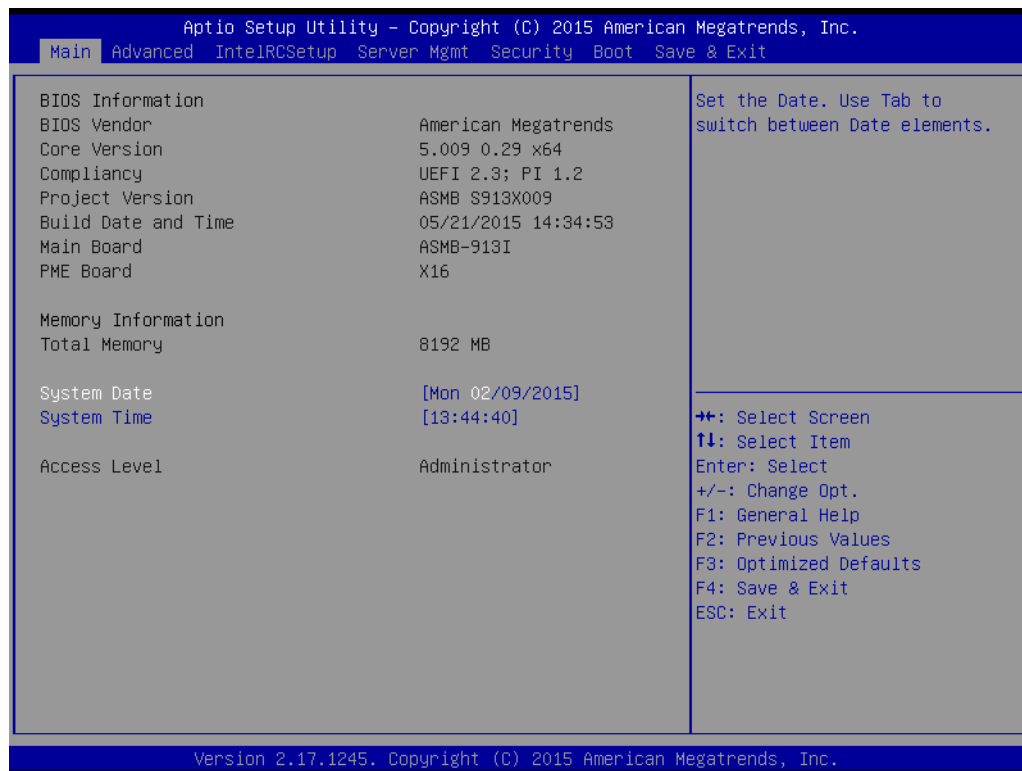 Aptio Setup Utility – Copyright (C) 2015 American Megatrends, Inc.
Main Advanced IntelRCSetup Server Mgmt Security Boot Save & Exit
BIOS Information
BIOS Vendor American Megatrends
Core Version 5.009 0.29 x64
Compliancy UEFI 2.3; PI 1.2
Project Version ASMB S913X009
Build Date and Time 05/21/2015 14:34:53
Main Board ASMB-913I
PME Board X16
Memory Information
Total Memory 8192 MB
System Date [Mon 02/09/2015]
System Time [13:44:40]
Access Level Administrator
Set the Date. Use Tab to
switch between Date elements.
→←: Select Screen
↑↓: Select Item
Enter: Select
+/-: Change Opt.
F1: General Help
F2: Previous Values
F3: Optimized Defaults
F4: Save & Exit
ESC: Exit
Version 2.17.1245. Copyright (C) 2015 American Megatrends, Inc.